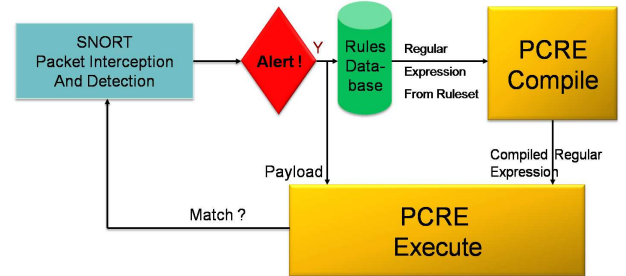 SNORT
Packet Interception
And Detection
Alert !
Y
Rules
Data-
base
Regular
Expression
From Ruleset
PCRE
Compile
Payload
Compiled Regular
Expression
Match ?
PCRE
Execute